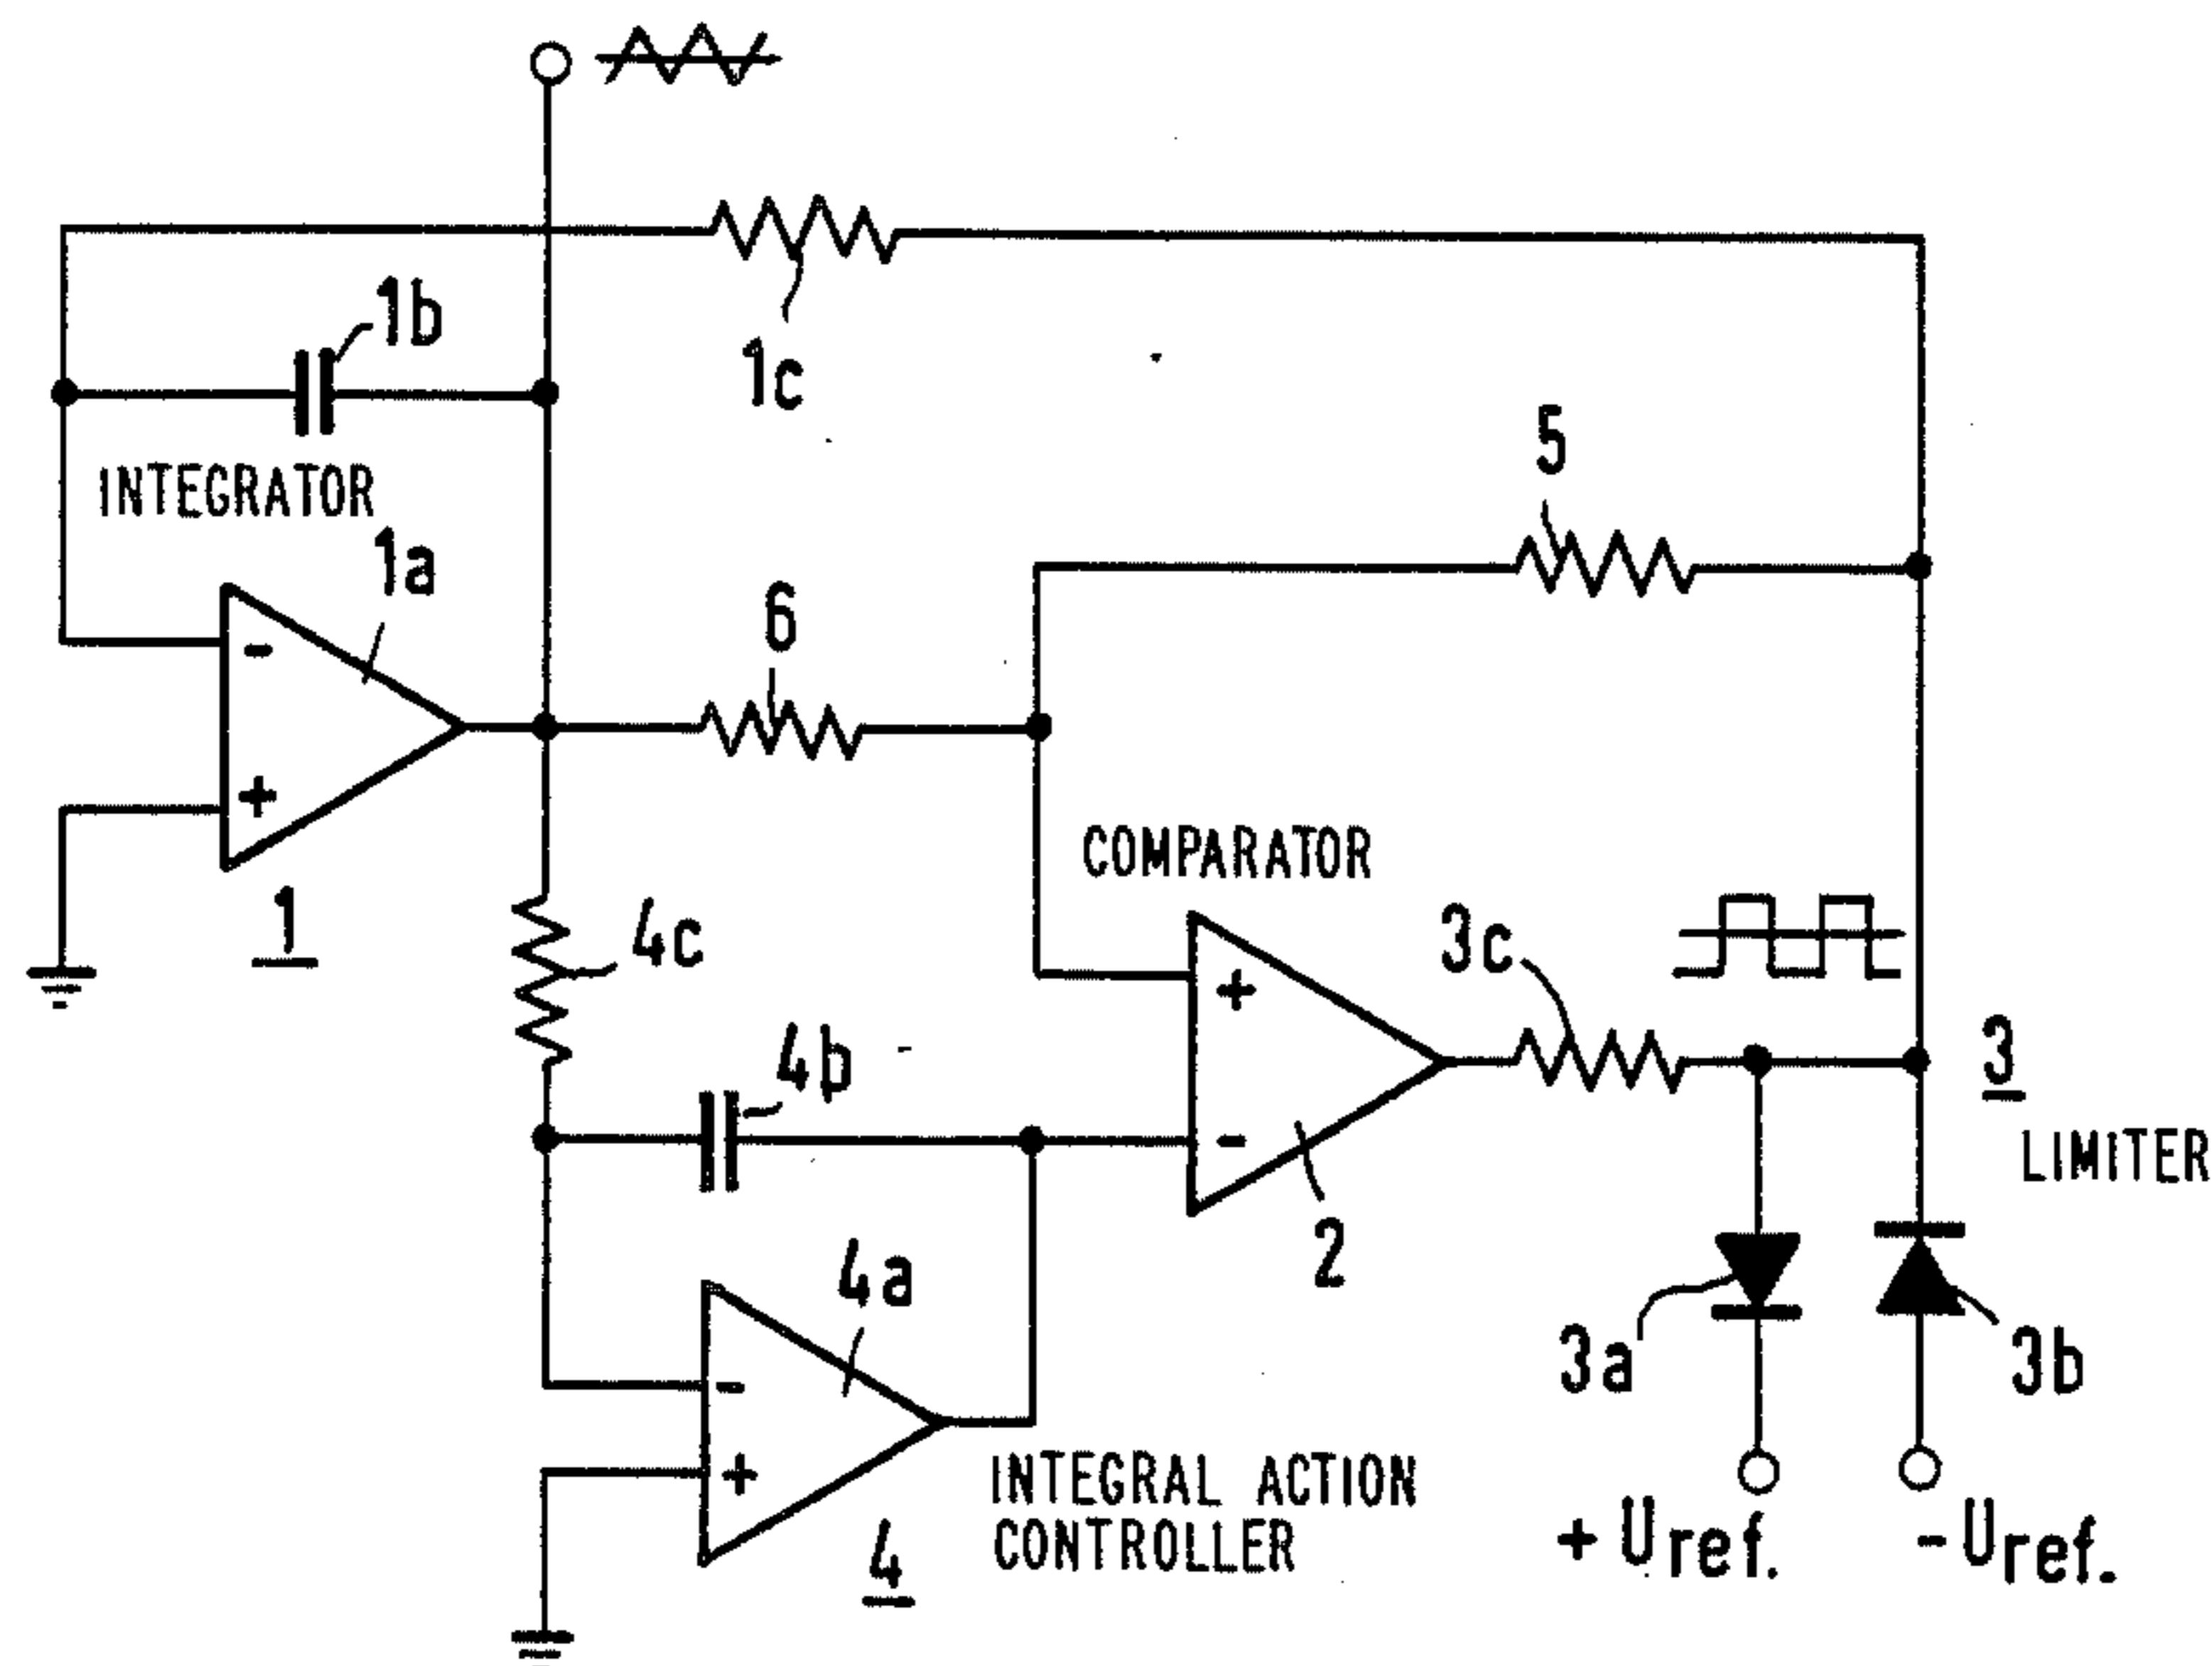 1b
1c
INTEGRATOR
5
1a
6
COMPARATOR
-
+
1
4c
3c
+
3
4b
LIMITER
-
2
4a
3a
3b
-
+
INTEGRAL ACTION
CONTROLLER
4
+ Uref.
- Uref.